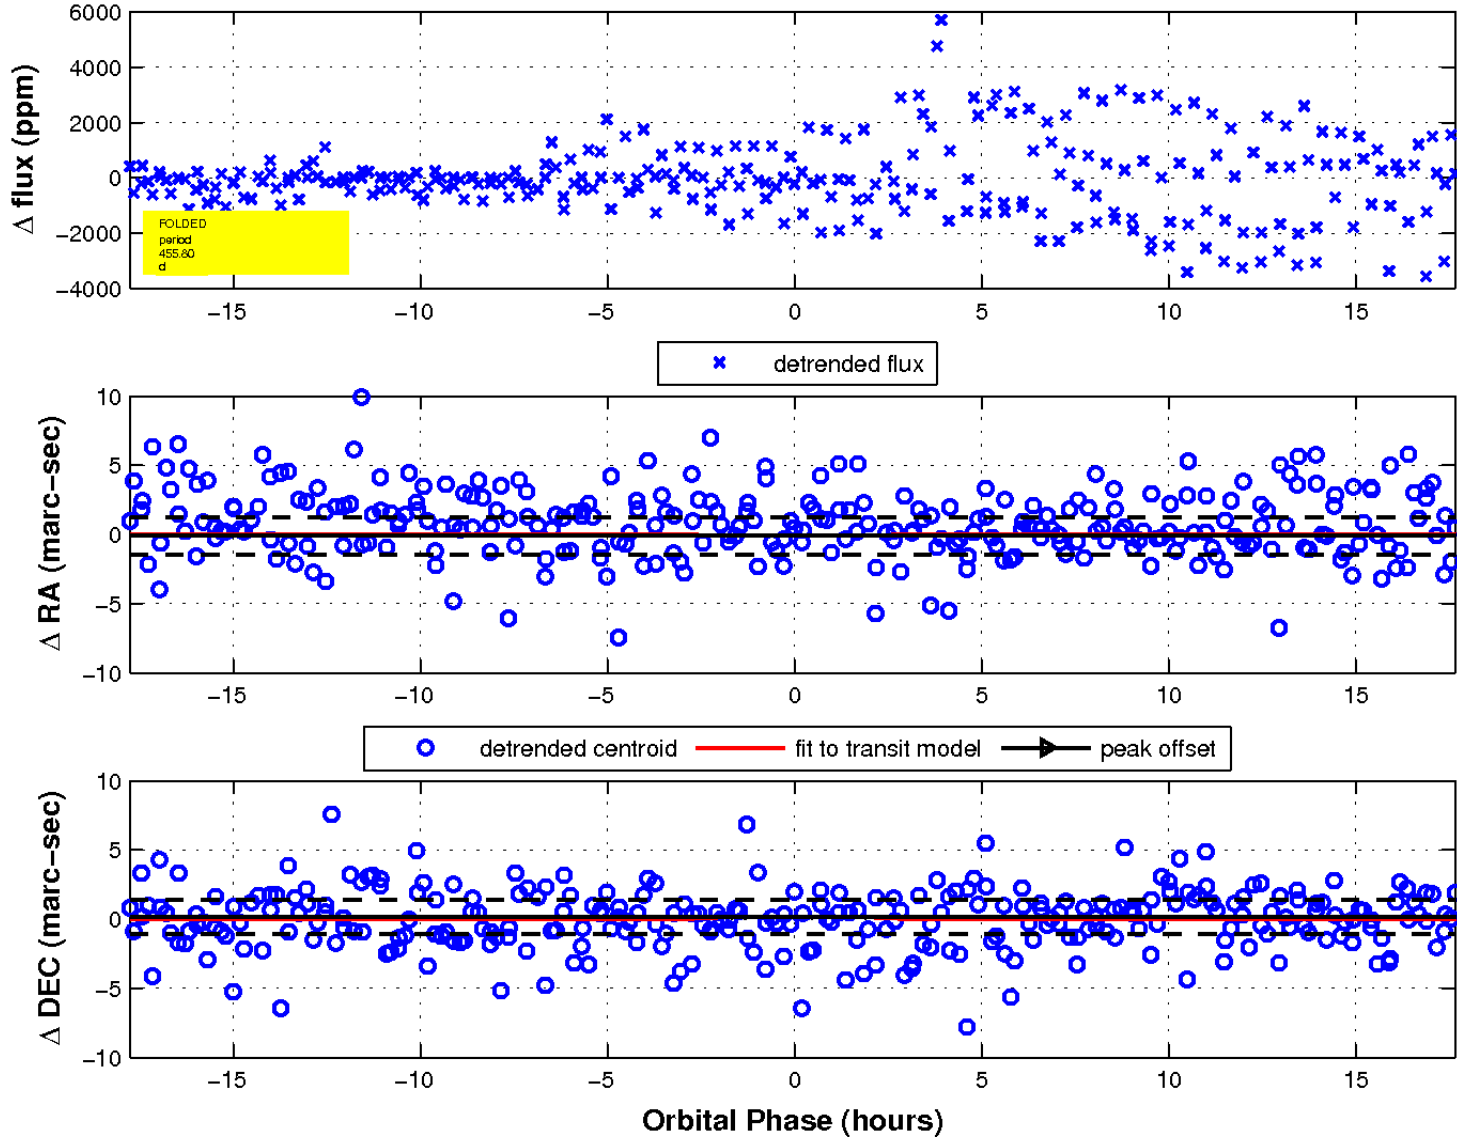 6000
4000
2000
0
−2000
−4000
Δ flux (ppm)
FOLDED
period
455.80
d
−15 −10 −5 0 5 10 15
detrended flux
10
5
0
−5
−10
Δ RA (marc−sec)
−15 −10 −5 0 5 10 15
detrended centroid fit to transit model peak offset
10
5
0
−5
−10
Δ DEC (marc−sec)
−15 −10 −5 0 5 10 15
Orbital Phase (hours)